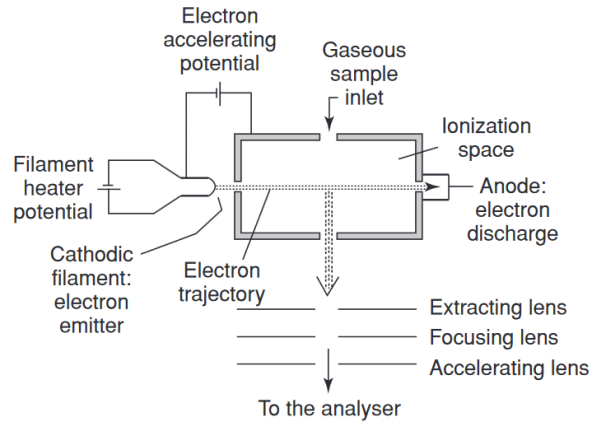 Electron
accelerating
potential
Gaseous
sample
inlet
Ionization
space
Filament
heater
potential
Anode:
electron
discharge
Cathodic
filament:
electron
emitter
Electron
trajectory
Extracting lens
Focusing lens
Accelerating lens
To the analyser